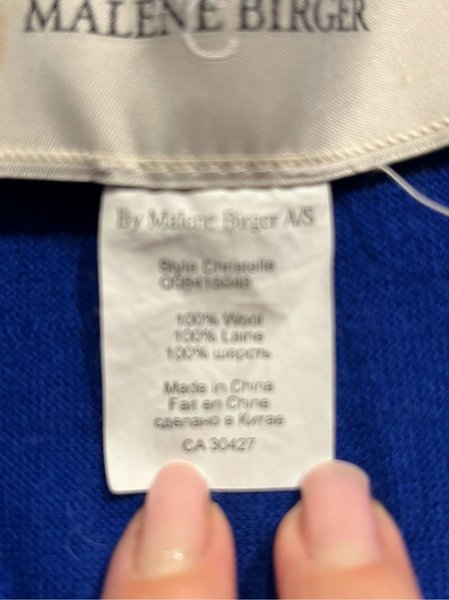 MALENE BIRGER
By Malene Birger A/S
Style Christelle
100% Wool
100% Laine
100% шерсть
Made in China
Fait en Chine
сделано в Китае
CA 30427